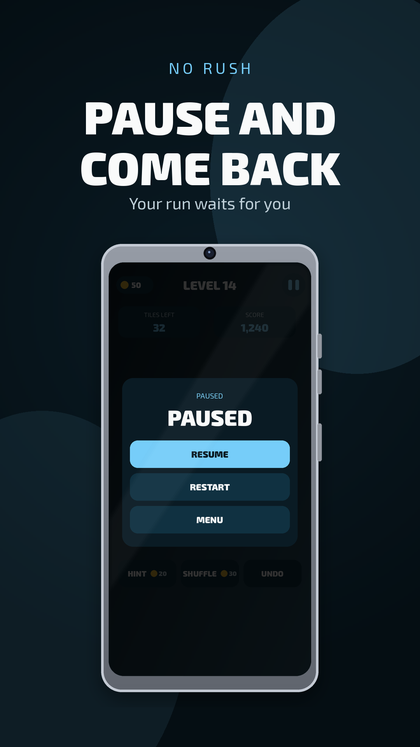 NO RUSH
PAUSE AND
COME BACK
Your run waits for you
50
LEVEL 14
TILES LEFT
SCORE
32
1,240
PAUSED
PAUSED
RESUME
RESTART
MENU
HINT 20
SHUFFLE 30
UNDO